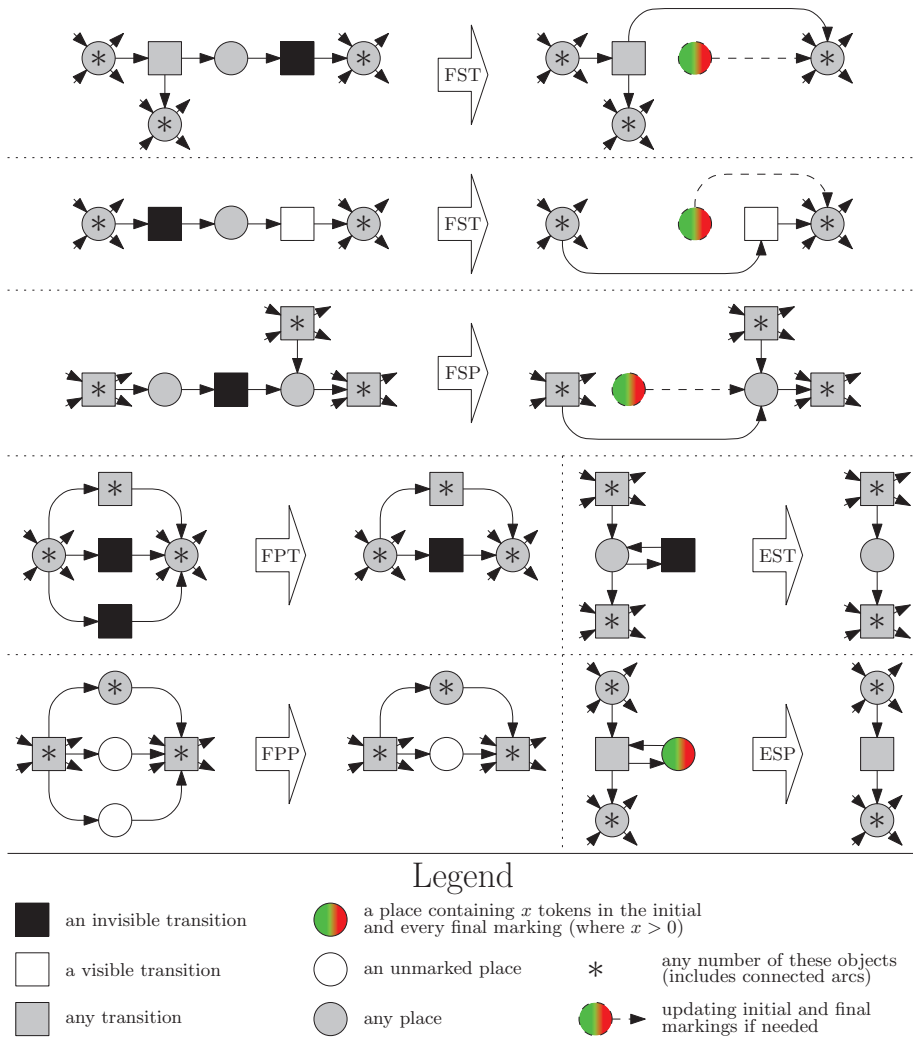 FST
FST
FSP
FPT
EST
FPP
ESP
Legend
an invisible transition
a place containing x tokens in the initial
and every final marking (where x > 0)
a visible transition
an unmarked place
* any number of these objects
(includes connected arcs)
any transition
any place
updating initial and final
markings if needed